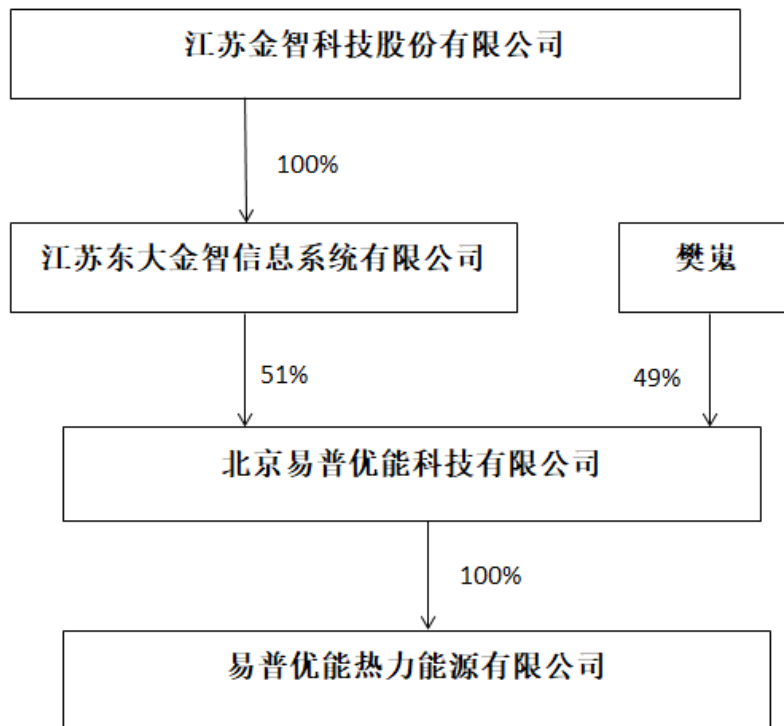 江苏金智科技股份有限公司
100%
江苏东大金智信息系统有限公司
樊嵬
51%
49%
北京易普优能科技有限公司
100%
易普优能热力能源有限公司